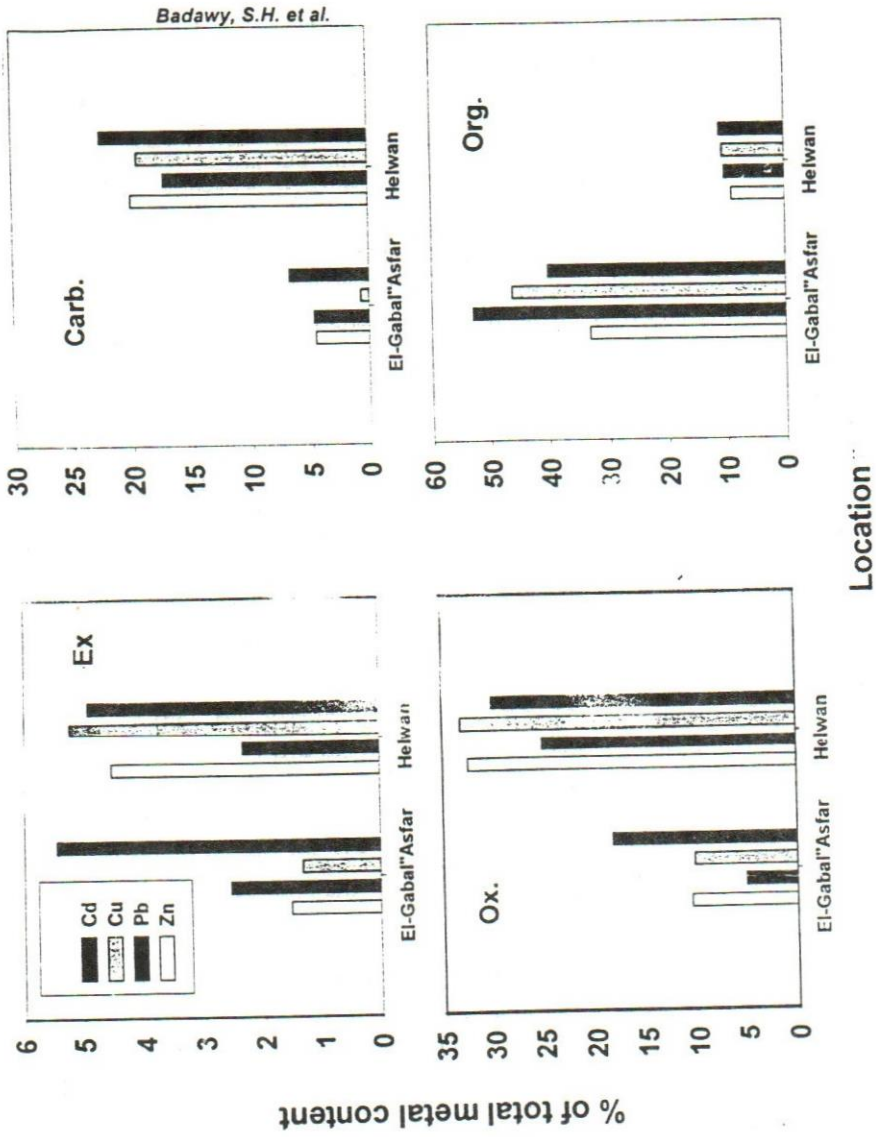 Badawy, S.H. et al.
% of total metal content
6
5
4
3
2
1
0
Ex
Cd
Cu
Pb
Zn
El-Gabal"Asfar
Helwan
30
25
20
15
10
5
0
Carb.
El-Gabal"Asfar
Helwan
35
30
25
20
15
10
5
0
Ox.
El-Gabal"Asfar
Helwan
60
50
40
30
20
10
0
Org.
El-Gabal"Asfar
Helwan
Location